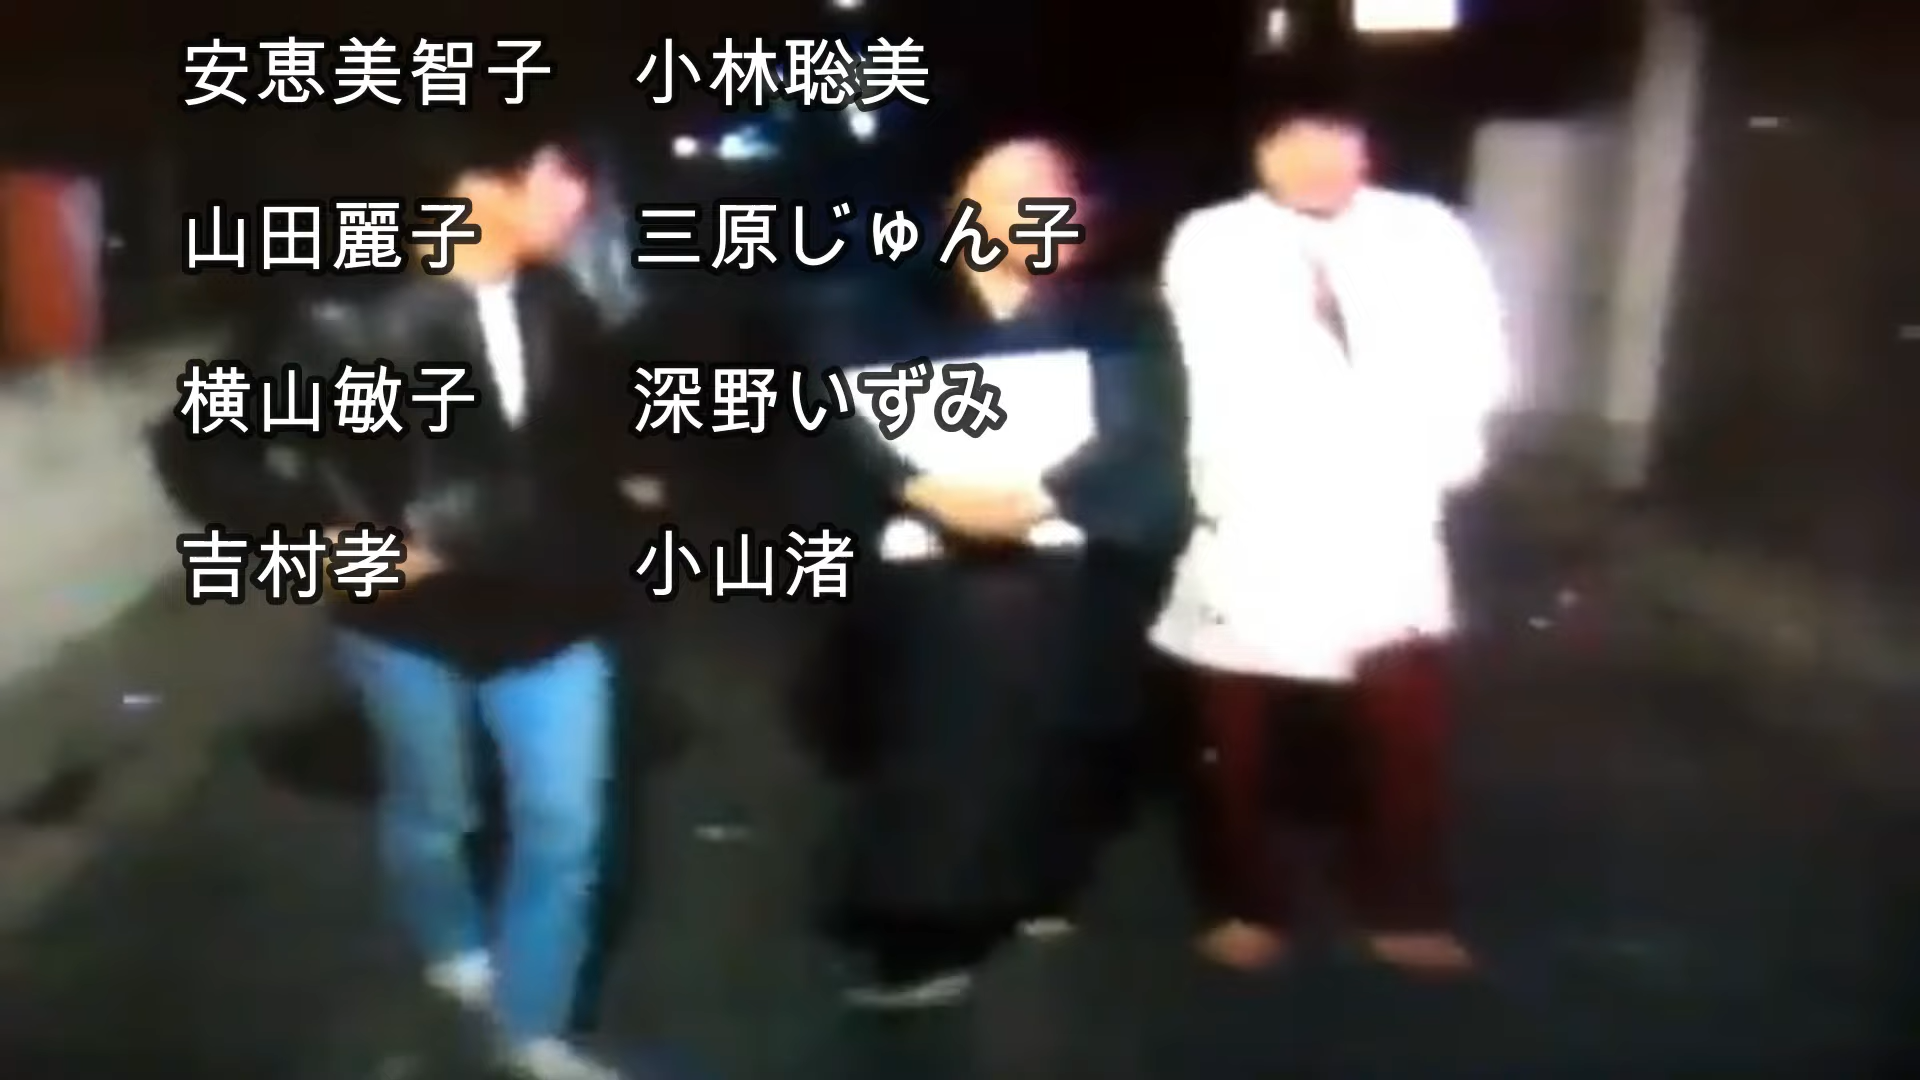 安恵美智子　小林聡美
山田麗子　三原じゅん子
横山敏子　深野いずみ
吉村孝　小山渚